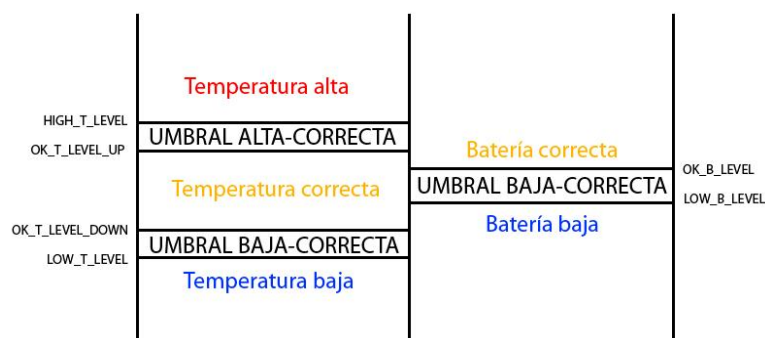 Temperatura alta
HIGH_T_LEVEL
UMBRAL ALTA-CORRECTA
OK_T_LEVEL_UP
Temperatura correcta
OK_T_LEVEL_DOWN
UMBRAL BAJA-CORRECTA
LOW_T_LEVEL
Temperatura baja
Batería correcta
OK_B_LEVEL
UMBRAL BAJA-CORRECTA
LOW_B_LEVEL
Batería baja